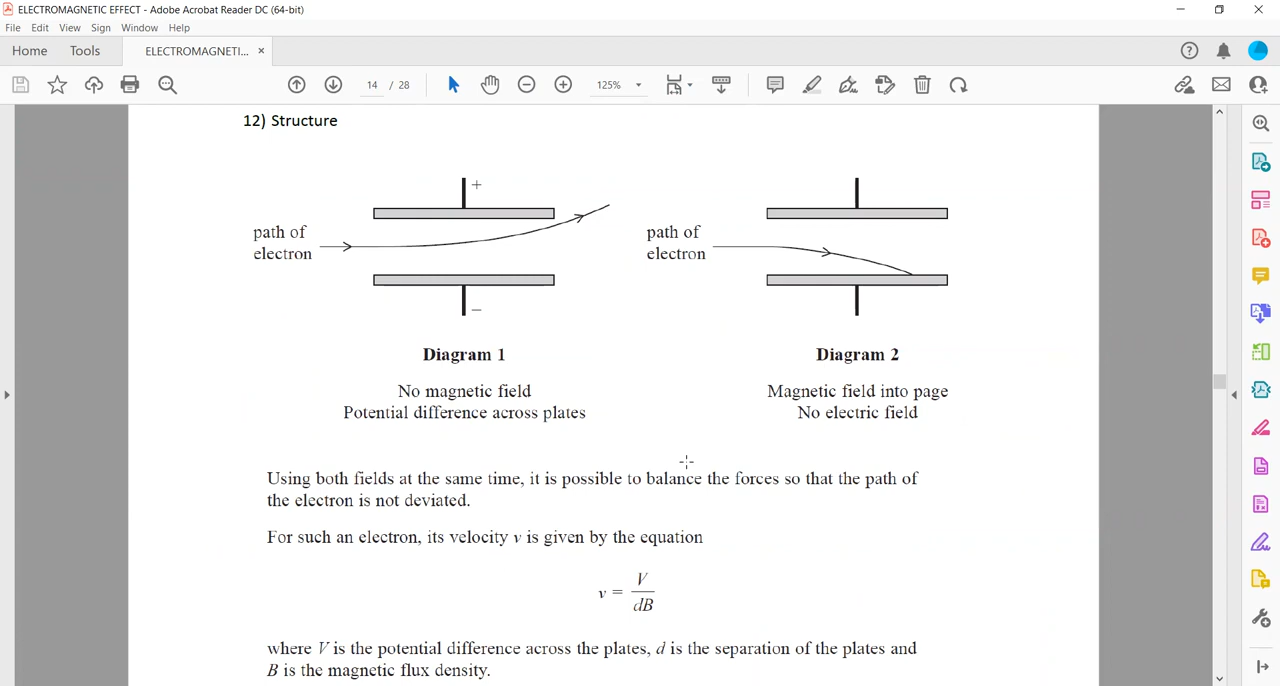 ELECTROMAGNETIC EFFECT - Adobe Acrobat Reader DC (64-bit)
File Edit View Sign Window Help
Home Tools ELECTROMAGNETI... ×
14 / 28 125%
12) Structure
+
path of
electron
−
path of
electron
Diagram 1
No magnetic field
Potential difference across plates
Diagram 2
Magnetic field into page
No electric field
Using both fields at the same time, it is possible to balance the forces so that the path of
the electron is not deviated.
For such an electron, its velocity v is given by the equation
v = V
dB
where V is the potential difference across the plates, d is the separation of the plates and
B is the magnetic flux density.